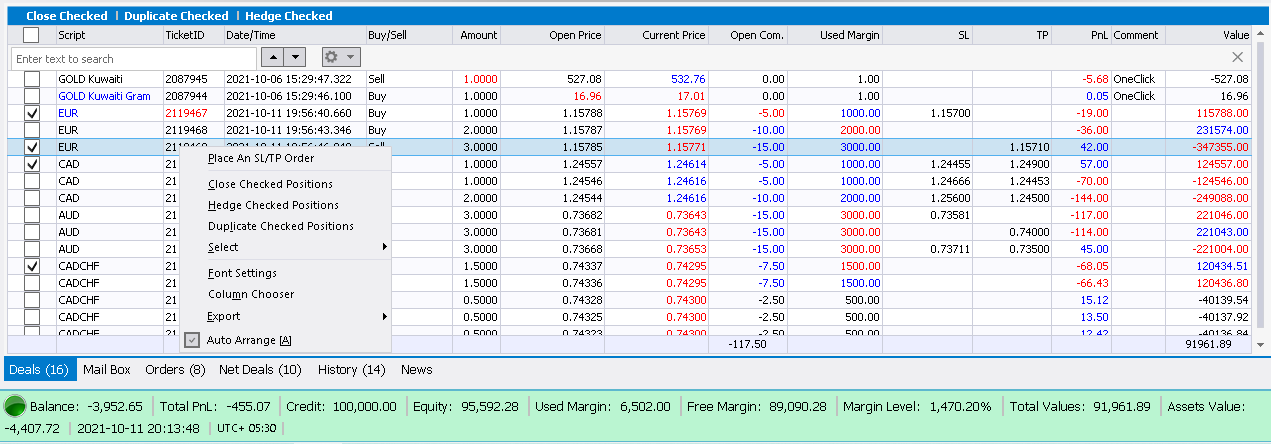 Close Checked | Duplicate Checked | Hedge Checked
Script TicketID Date/Time Buy/Sell Amount Open Price Current Price Open Com. Used Margin SL TP PnL Comment Value
Enter text to search
GOLD Kuwaiti 2087945 2021-10-06 15:29:47.322 Sell 1.0000 527.08 532.76 0.00 1.00 -5.68 OneClick -527.08
GOLD Kuwaiti Gram 2087944 2021-10-06 15:29:46.100 Buy 1.0000 16.96 17.01 0.00 1.00 0.05 OneClick 16.96
EUR 2119467 2021-10-11 19:56:40.660 Buy 1.0000 1.15788 1.15769 -5.00 1000.00 1.15700 -19.00 115788.00
EUR 2119468 2021-10-11 19:56:43.346 Buy 2.0000 1.15787 1.15769 -10.00 2000.00 -36.00 231574.00
EUR 3.0000 1.15785 1.15771 -15.00 3000.00 1.15710 42.00 -347355.00
CAD 21 1.0000 1.24557 1.24614 -5.00 1000.00 1.24455 1.24900 57.00 124557.00
CAD 21 1.0000 1.24546 1.24616 -5.00 1000.00 1.24666 1.24453 -70.00 -124546.00
CAD 21 2.0000 1.24544 1.24616 -10.00 2000.00 1.25600 1.24500 -144.00 -249088.00
AUD 21 3.0000 0.73682 0.73643 -15.00 3000.00 0.73581 -117.00 221046.00
AUD 21 3.0000 0.73681 0.73643 -15.00 3000.00 0.74000 -114.00 221043.00
AUD 21 3.0000 0.73668 0.73653 -15.00 3000.00 0.73711 0.73500 45.00 -221004.00
CADCHF 21 1.5000 0.74337 0.74295 -7.50 1500.00 -68.05 120434.51
CADCHF 21 1.5000 0.74336 0.74295 -7.50 1500.00 -66.43 120436.80
CADCHF 21 0.5000 0.74328 0.74300 -2.50 500.00 15.12 -40139.54
CADCHF 21 0.5000 0.74325 0.74300 -2.50 500.00 13.50 -40137.92
CADCHF 21 0.5000 0.74323 0.74300 -2.50 500.00 12.42 -40136.84
-117.50 91961.89
Place An SL/TP Order
Close Checked Positions
Hedge Checked Positions
Duplicate Checked Positions
Select
Font Settings
Column Chooser
Export
Auto Arrange [A]
Deals (16) Mail Box Orders (8) Net Deals (10) History (14) News
Balance: -3,952.65 | Total PnL: -455.07 | Credit: 100,000.00 | Equity: 95,592.28 | Used Margin: 6,502.00 | Free Margin: 89,090.28 | Margin Level: 1,470.20% | Total Values: 91,961.89 | Assets Value:
-4,407.72 | 2021-10-11 20:13:48 | UTC+ 05:30 |